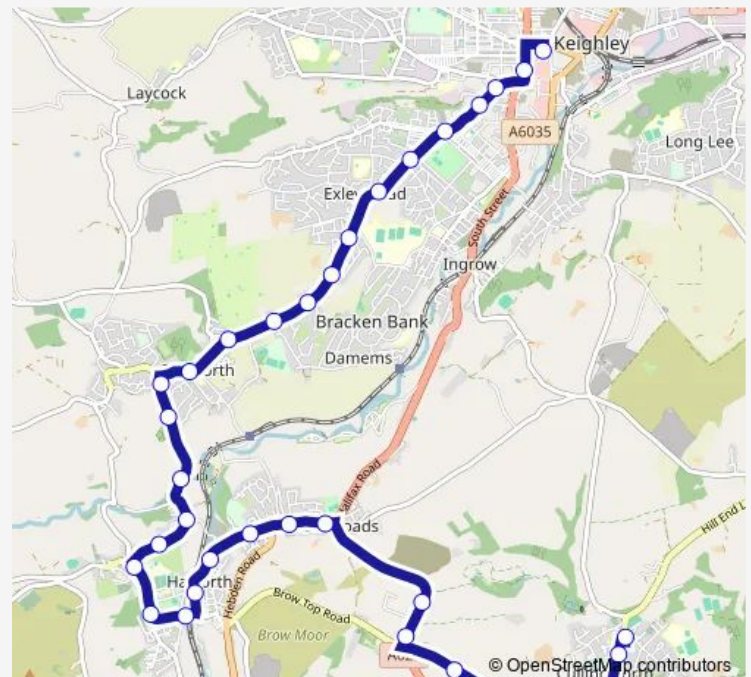 Keighley
Laycock
A6035
Long Lee
South Street
Ingrow
Bracken Bank
Damems
Halifax Road
Hebden Road
Hill End L
Brow Top Road
Brow Moor
© OpenStreetMap contributors